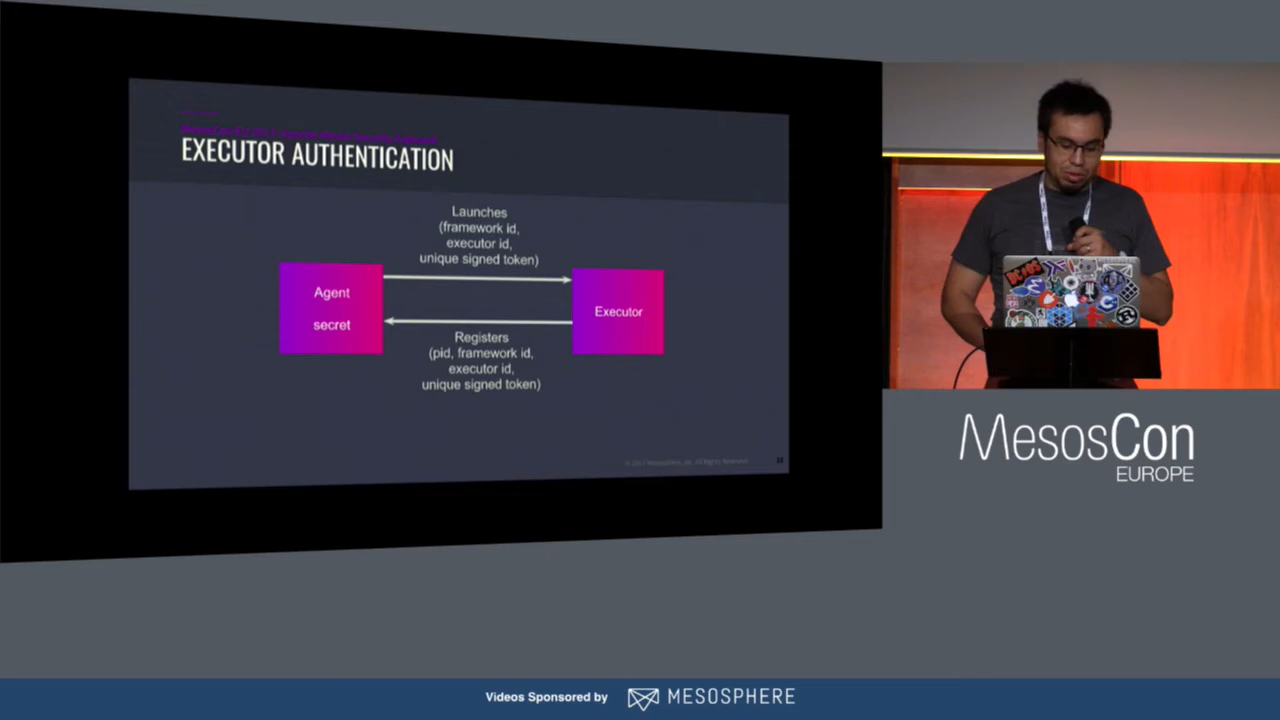 EXECUTOR AUTHENTICATION
Launches
(framework id,
executor id,
unique signed token)
Agent
secret
Executor
Registers
(pid, framework id,
executor id,
unique signed token)
MesosCon
EUROPE
Videos Sponsored by
MESOSPHERE